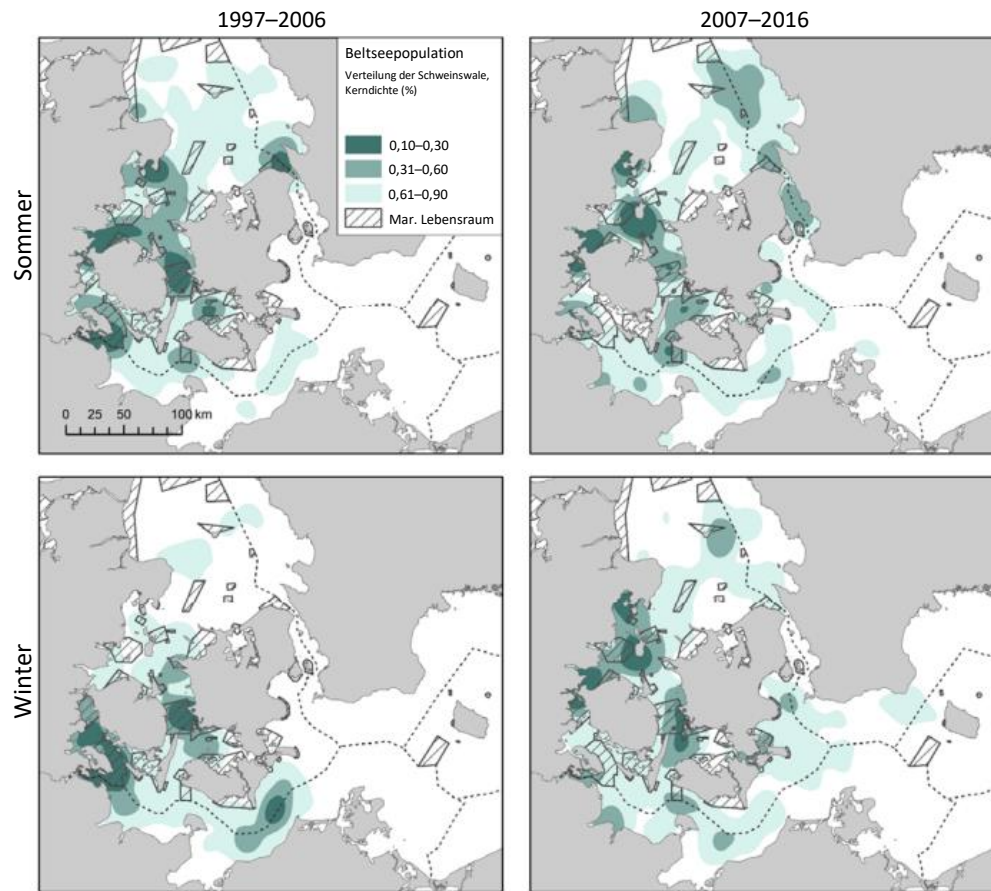 1997–2006
2007–2016
Beltseepopulation
Verteilung der Schweinswale,
Kerndichte (%)
0,10–0,30
0,31–0,60
0,61–0,90
Mar. Lebensraum
Sommer
0 25 50 100 km
Winter